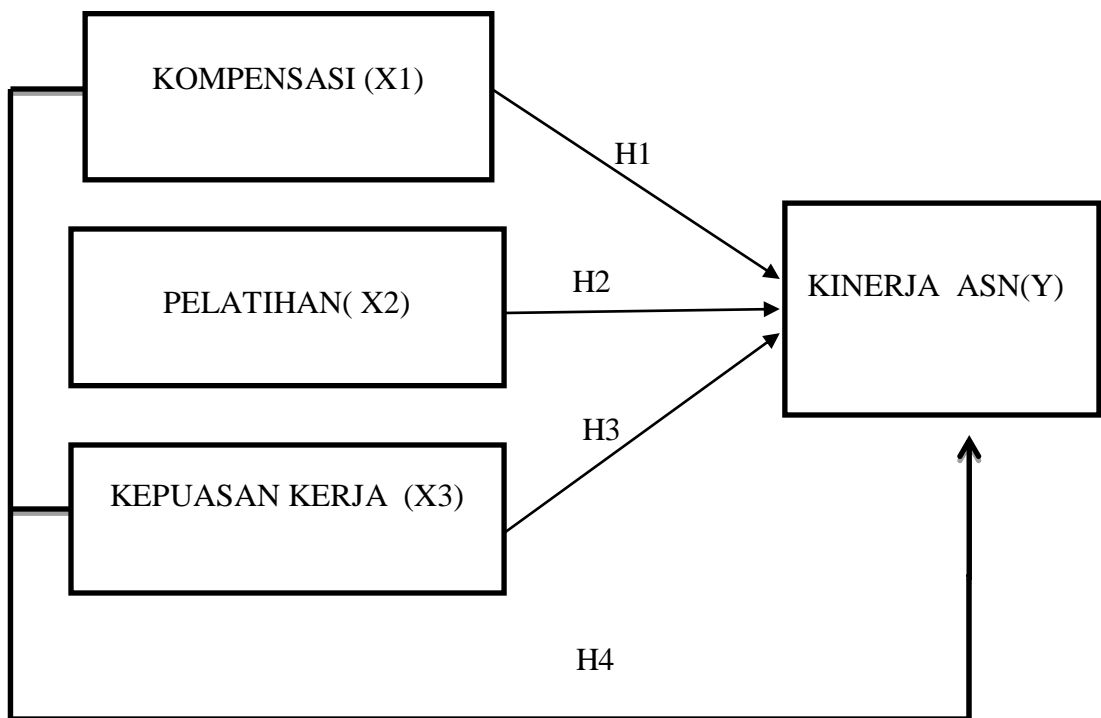 KOMPENSASI (X1)
H1
KINERJA  ASN(Y)
H2
PELATIHAN( X2)
H3
KEPUASAN KERJA  (X3)
H4